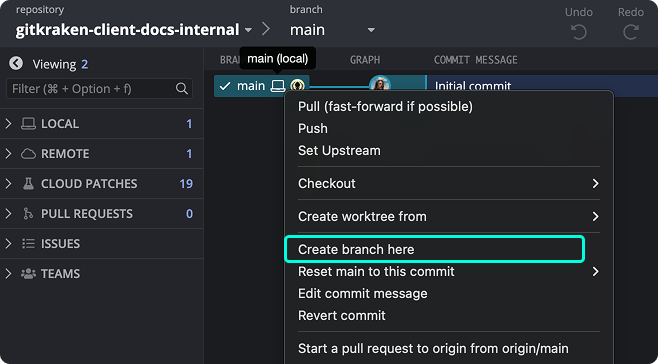 repository
gitkraken-client-docs-internal
branch
main
Undo
Redo
Viewing 2
Filter (⌘ + Option + f)
LOCAL 1
REMOTE 1
CLOUD PATCHES 19
PULL REQUESTS 0
ISSUES
TEAMS
main (local)
GRAPH
COMMIT MESSAGE
main
Initial commit
Pull (fast-forward if possible)
Push
Set Upstream
Checkout
Create worktree from
Create branch here
Reset main to this commit
Edit commit message
Revert commit
Start a pull request to origin from origin/main